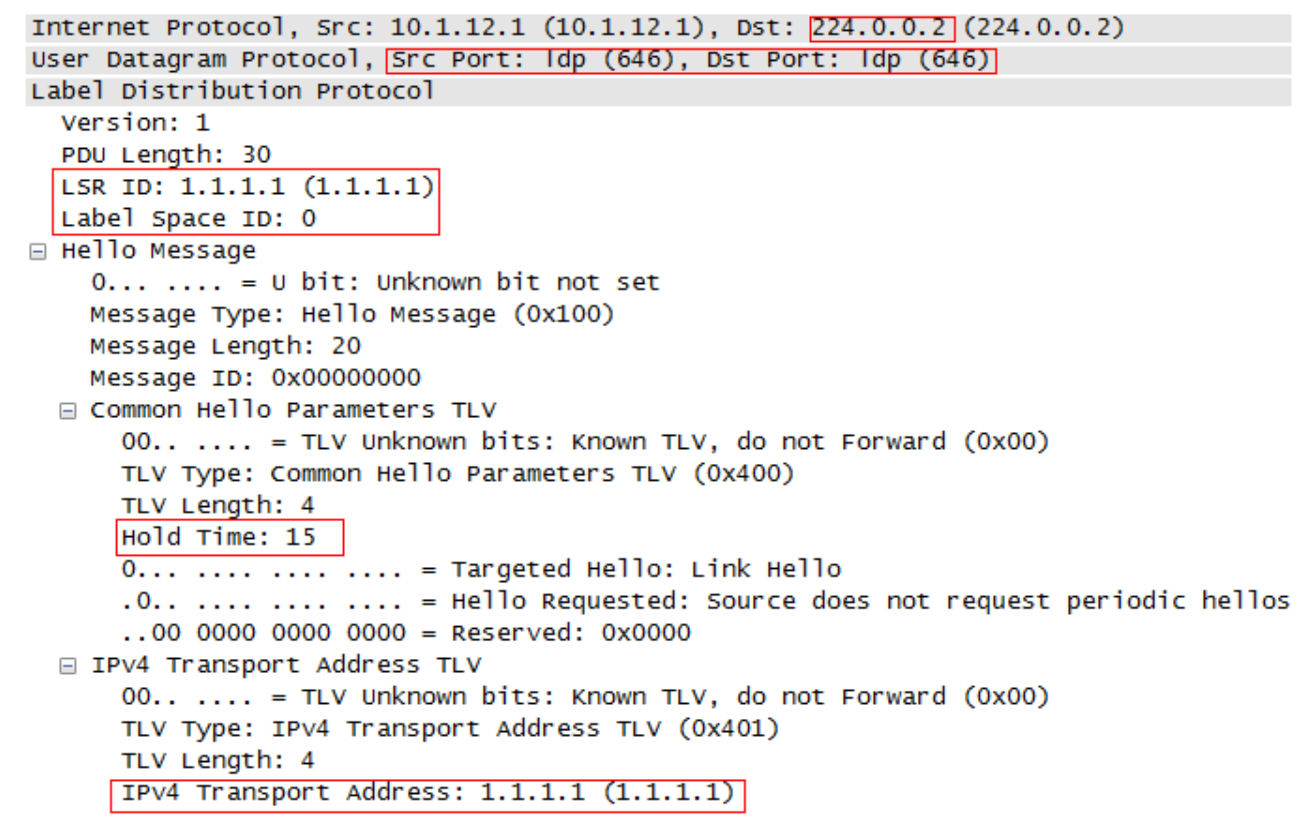 Internet Protocol, Src: 10.1.12.1 (10.1.12.1), Dst: 224.0.0.2 (224.0.0.2)
User Datagram Protocol, Src Port: ldp (646), Dst Port: ldp (646)
Label Distribution Protocol
Version: 1
PDU Length: 30
LSR ID: 1.1.1.1 (1.1.1.1)
Label Space ID: 0
Hello Message
0... .... = U bit: Unknown bit not set
Message Type: Hello Message (0x100)
Message Length: 20
Message ID: 0x00000000
Common Hello Parameters TLV
00.. .... = TLV Unknown bits: Known TLV, do not Forward (0x00)
TLV Type: Common Hello Parameters TLV (0x400)
TLV Length: 4
Hold Time: 15
0... .... .... .... = Targeted Hello: Link Hello
.0.. .... .... .... = Hello Requested: Source does not request periodic hellos
..00 0000 0000 0000 = Reserved: 0x0000
IPv4 Transport Address TLV
00.. .... = TLV Unknown bits: Known TLV, do not Forward (0x00)
TLV Type: IPv4 Transport Address TLV (0x401)
TLV Length: 4
IPv4 Transport Address: 1.1.1.1 (1.1.1.1)